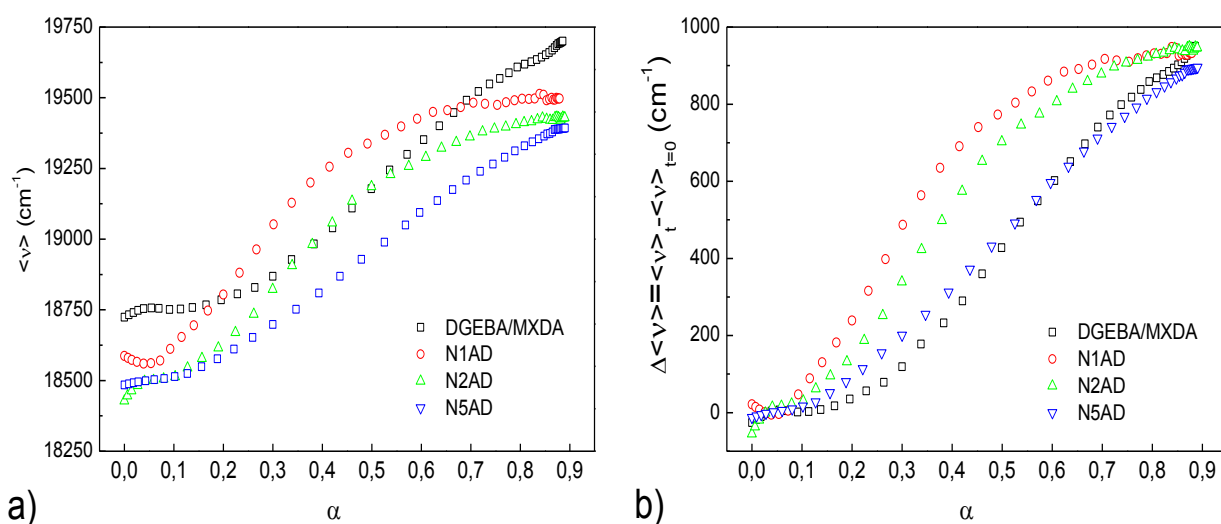 19750
19500
19250
19000
18750
18500
18250
<ν> (cm⁻¹)
DGEBA/MXDA
N1AD
N2AD
N5AD
0,0 0,1 0,2 0,3 0,4 0,5 0,6 0,7 0,8 0,9
α
a)
1000
800
600
400
200
0
Δ<ν>=<ν>ₜ-<ν>ₜ₌₀ (cm⁻¹)
DGEBA/MXDA
N1AD
N2AD
N5AD
0,0 0,1 0,2 0,3 0,4 0,5 0,6 0,7 0,8 0,9
α
b)